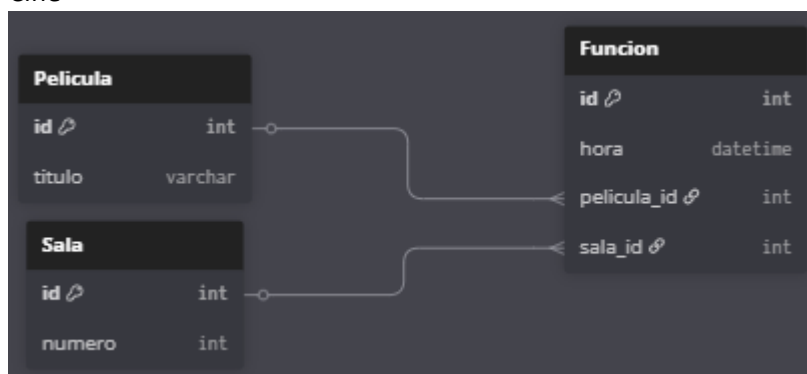 Cine
Pelicula
id int
titulo varchar
Sala
id int
numero int
Funcion
id int
hora datetime
pelicula_id int
sala_id int